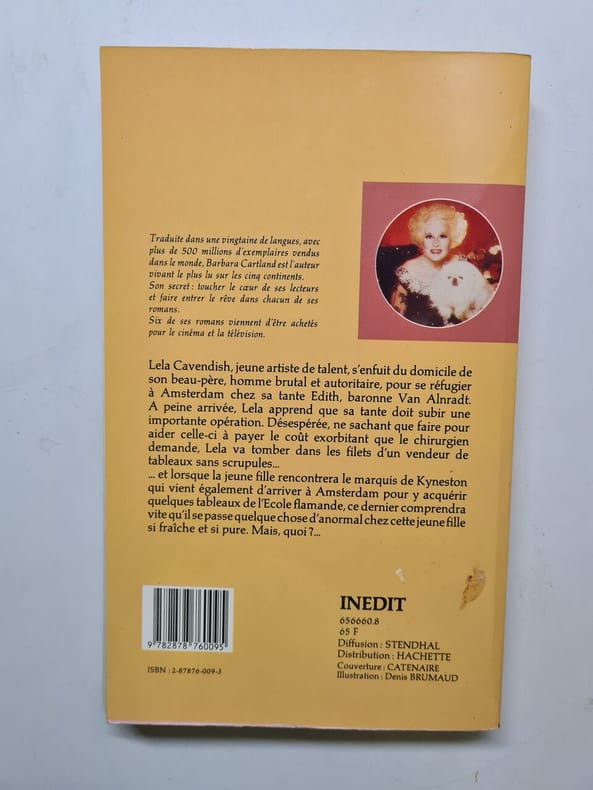 Traduite dans une vingtaine de langues, avec
plus de 500 millions d'exemplaires vendus
dans le monde, Barbara Cartland est l'auteur
vivant le plus lu sur les cinq continents.
Son secret : toucher le cœur de ses lecteurs
et faire entrer le rêve dans chacun de ses
romans.
Six de ses romans viennent d'être achetés
pour le cinéma et la télévision.
Lela Cavendish, jeune artiste de talent, s'enfuit du domicile de
son beau-père, homme brutal et autoritaire, pour se réfugier
à Amsterdam chez sa tante Edith, baronne Van Alnradt.
A peine arrivée, Lela apprend que sa tante doit subir une
importante opération. Désespérée, ne sachant que faire pour
aider celle-ci à payer le coût exorbitant que le chirurgien
demande, Lela va tomber dans les filets d'un vendeur de
tableaux sans scrupules...
... et lorsque la jeune fille rencontrera le marquis de Kyneston
qui vient également d'arriver à Amsterdam pour y acquérir
quelques tableaux de l'Ecole flamande, ce dernier comprendra
vite qu'il se passe quelque chose d'anormal chez cette jeune fille
si fraîche et si pure. Mais, quoi ?...
9 782878 760095
ISBN : 2-87876-009-3
INEDIT
656660.8
65 F
Diffusion : STENDHAL
Distribution : HACHETTE
Couverture : CATENAIRE
Illustration : Denis BRUMAUD